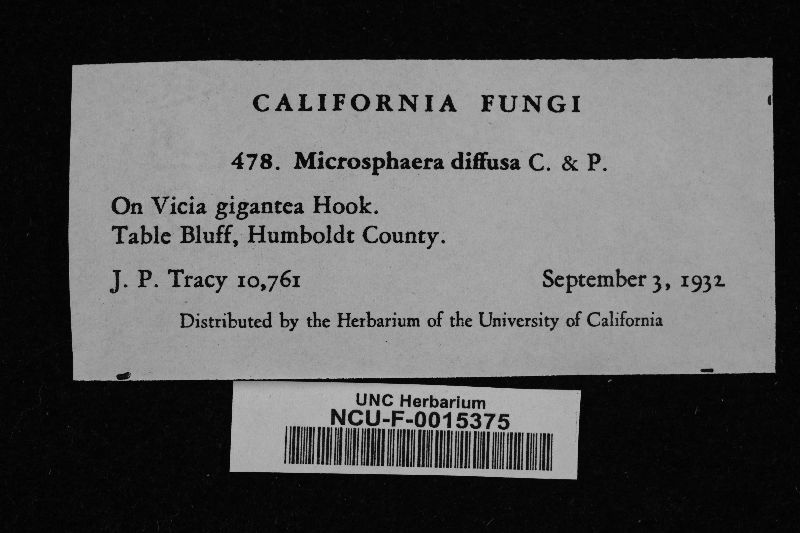 CALIFORNIA FUNGI
478. Microsphaera diffusa C. & P.
On Vicia gigantea Hook.
Table Bluff, Humboldt County.
J. P. Tracy 10,761 September 3, 1932
Distributed by the Herbarium of the University of California
UNC Herbarium
NCU-F-0015375